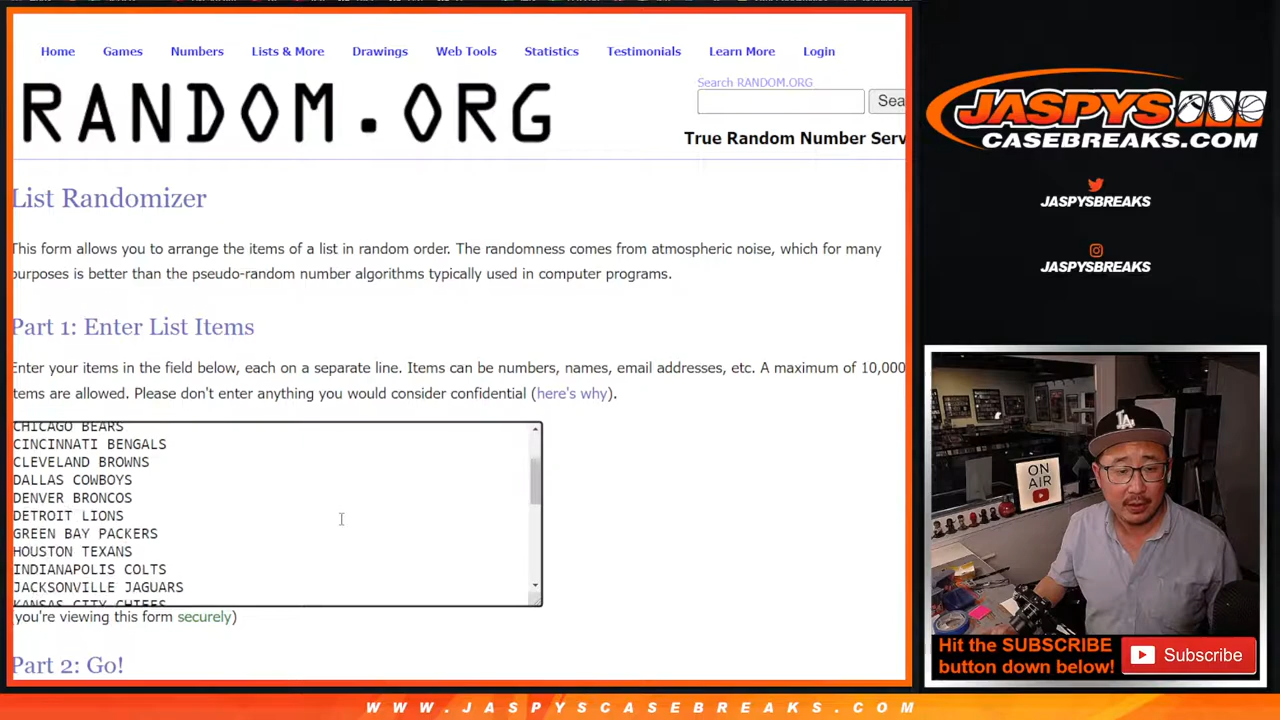 Home Games Numbers Lists & More Drawings Web Tools Statistics Testimonials Learn More Login
RANDOM.ORG
Search RANDOM.ORG
Sea
True Random Number Serv
List Randomizer
This form allows you to arrange the items of a list in random order. The randomness comes from atmospheric noise, which for many
purposes is better than the pseudo-random number algorithms typically used in computer programs.
Part 1: Enter List Items
Enter your items in the field below, each on a separate line. Items can be numbers, names, email addresses, etc. A maximum of 10,000
items are allowed. Please don't enter anything you would consider confidential (here's why).
CHICAGO BEARS
CINCINNATI BENGALS
CLEVELAND BROWNS
DALLAS COWBOYS
DENVER BRONCOS
DETROIT LIONS
GREEN BAY PACKERS
HOUSTON TEXANS
INDIANAPOLIS COLTS
JACKSONVILLE JAGUARS
KANSAS CITY CHIEFS
(you're viewing this form securely)
Part 2: Go!
JASPYS
CASEBREAKS.COM
JASPYSBREAKS
JASPYSBREAKS
LA
ON
AIR
Hit the SUBSCRIBE
button down below!
Subscribe
WWW.JASPYSCASEBREAKS.COM